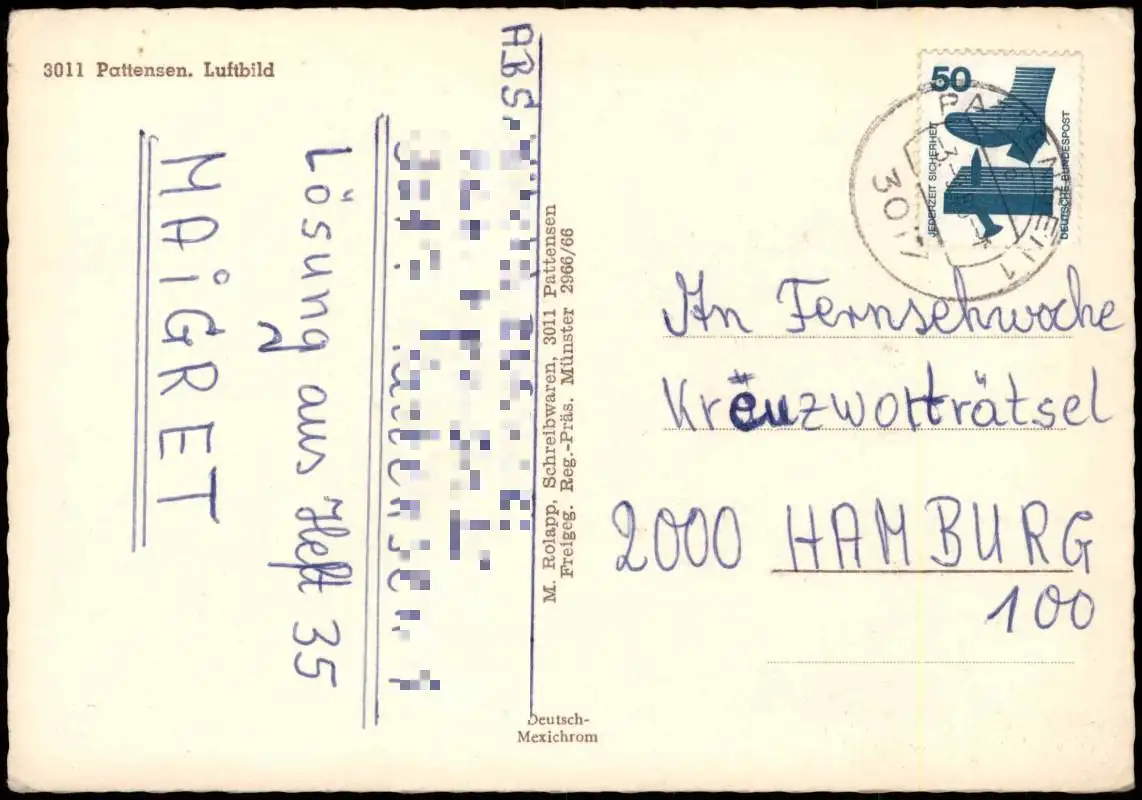 3011 Pattensen. Luftbild
ABS.
Lösung aus Heft 35
MAiGRET
M. Rolapp, Schreibwaren, 3011 Pattensen
Freigeg. Reg.-Präs. Münster 2966/66
Deutsch-
Mexichrom
50
JEDERZEIT SICHERHEIT
DEUTSCHE BUNDESPOST
3017
An Fernsehwoche
Kreuzworträtsel
2000 HAMBURG
100